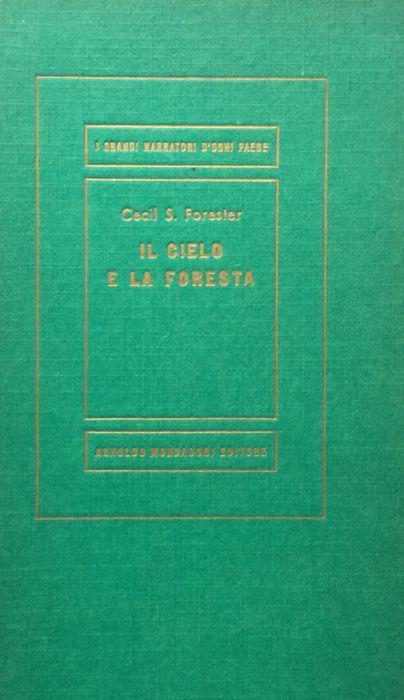 I GRANDI NARRATORI D'OGNI PAESE
Cecil S. Forester
IL CIELO
E LA FORESTA
ARNOLDO MONDADORI EDITORE